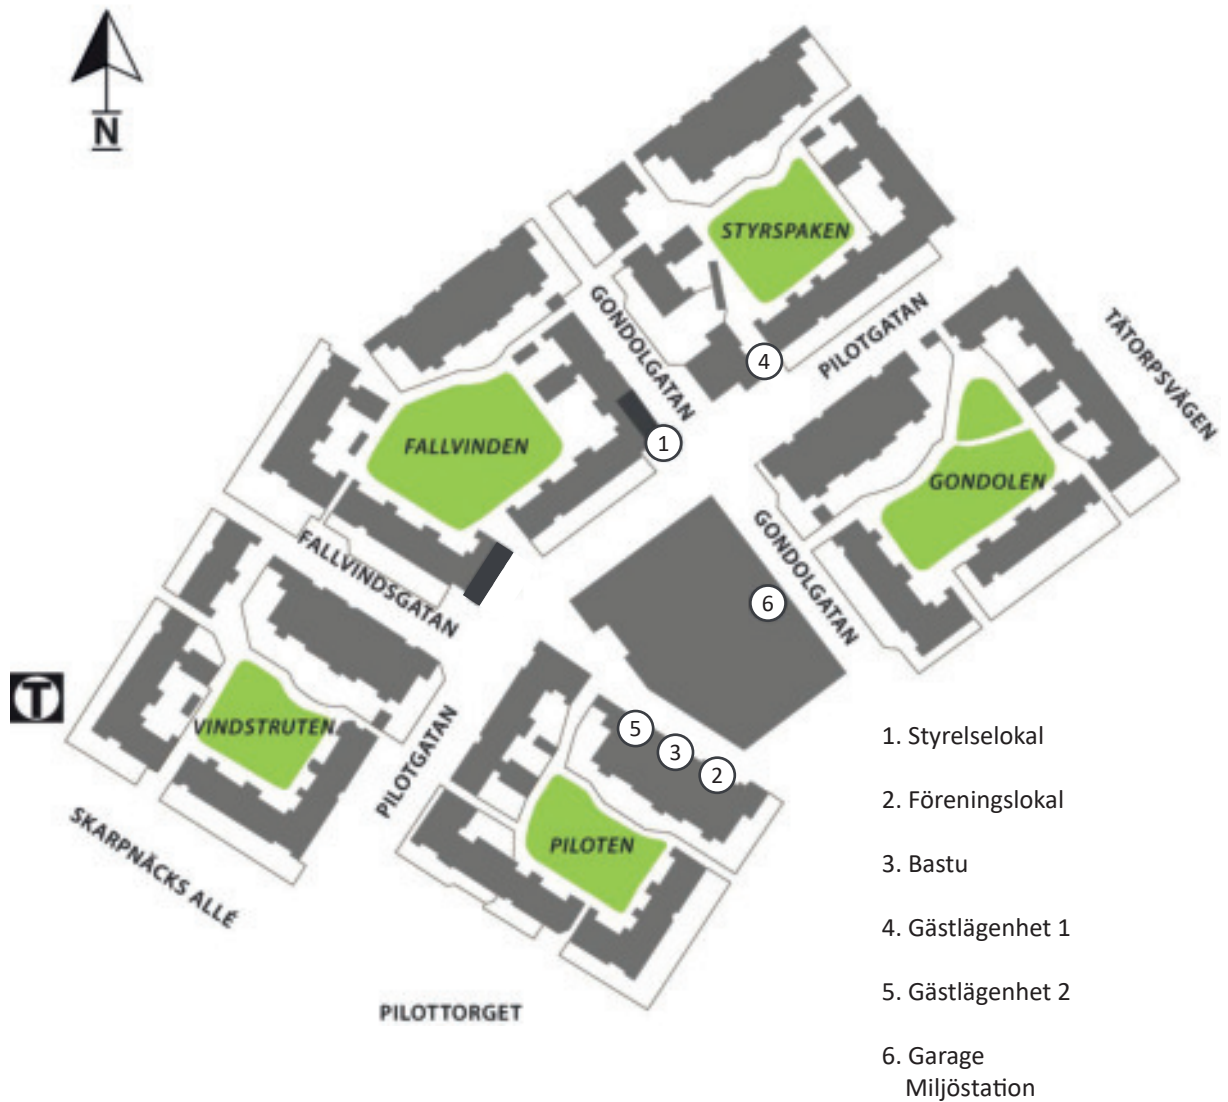 N
STYRSPAKEN
GONDOLGATAN
4
PILOTGATAN
TÄTORPSVÄGEN
FALLVINDEN
1
GONDOLEN
FALLVINDSGATAN
GONDOLGATAN
6
T
VINDSTRUTEN
PILOTGATAN
5
3
2
SKARPNÄCKS ALLÉ
PILOTEN
PILOTTORGET
1. Styrelselokal
2. Föreningslokal
3. Bastu
4. Gästlägenhet 1
5. Gästlägenhet 2
6. Garage
Miljöstation